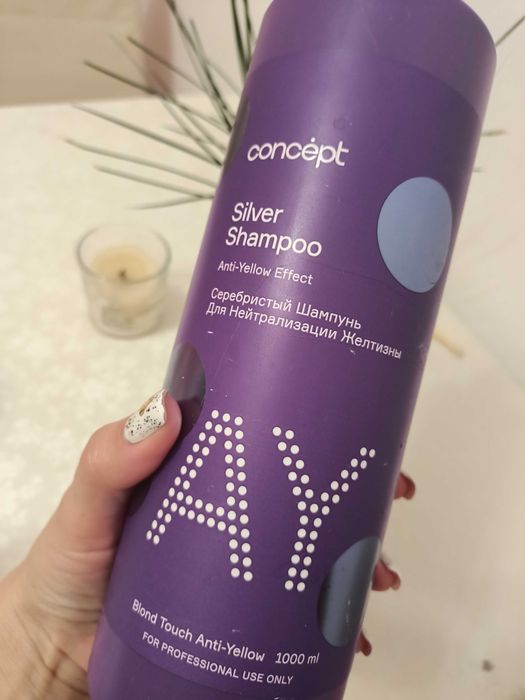 concept
Silver
Shampoo
Anti-Yellow Effect
Серебристый Шампунь
Для Нейтрализации Желтизны
AY
Blond Touch Anti-Yellow 1000 ml
FOR PROFESSIONAL USE ONLY